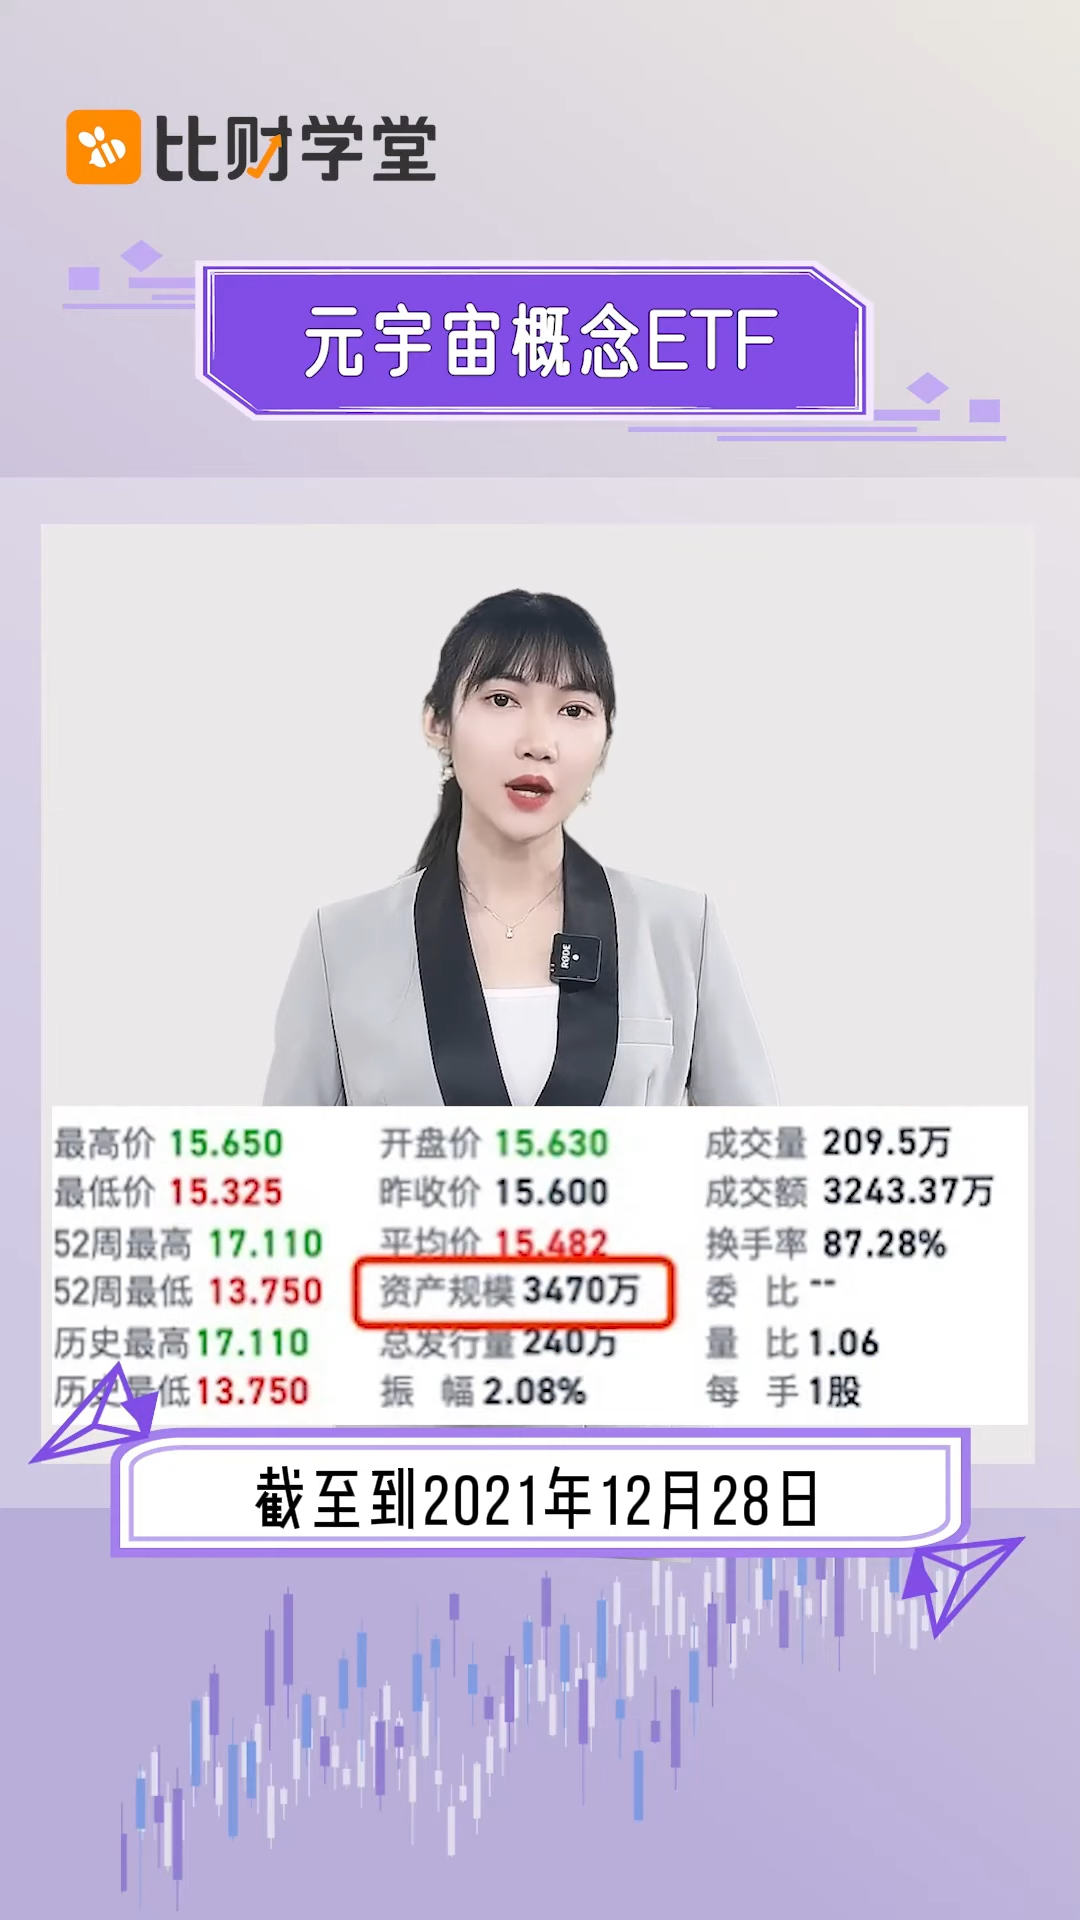 比财学堂
元宇宙概念ETF
RØDE
最高价 15.650 开盘价 15.630 成交量 209.5万
最低价 15.325 昨收价 15.600 成交额 3243.37万
52周最高 17.110 平均价 15.482 换手率 87.28%
52周最低 13.750 资产规模 3470万 委 比 --
历史最高 17.110 总发行量 240万 量 比 1.06
历史最低 13.750 振 幅 2.08% 每 手 1股
截至到2021年12月28日